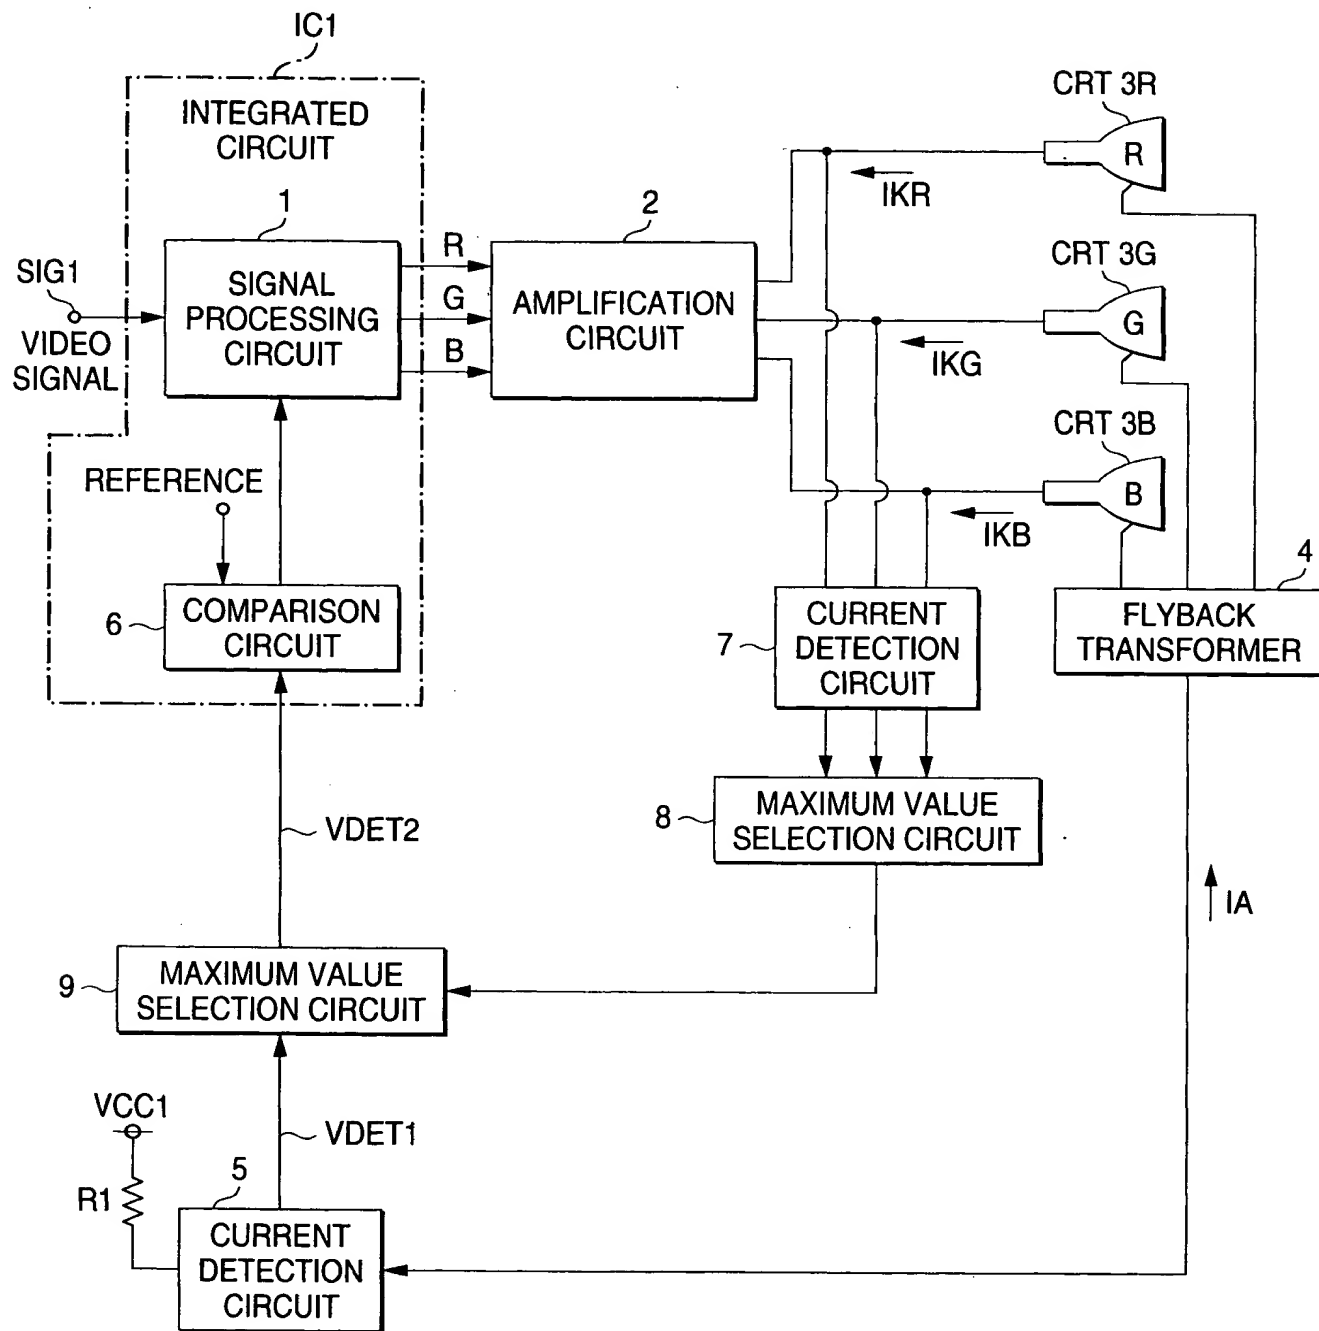 IC1
INTEGRATED
CIRCUIT
CRT 3R
R
IKR
1
2
SIG1
VIDEO
SIGNAL
SIGNAL
PROCESSING
CIRCUIT
R
G
B
AMPLIFICATION
CIRCUIT
CRT 3G
G
IKG
CRT 3B
B
IKB
REFERENCE
6
COMPARISON
CIRCUIT
7
CURRENT
DETECTION
CIRCUIT
4
FLYBACK
TRANSFORMER
8
MAXIMUM VALUE
SELECTION CIRCUIT
VDET2
IA
9
MAXIMUM VALUE
SELECTION CIRCUIT
VCC1
VDET1
R1
5
CURRENT
DETECTION
CIRCUIT